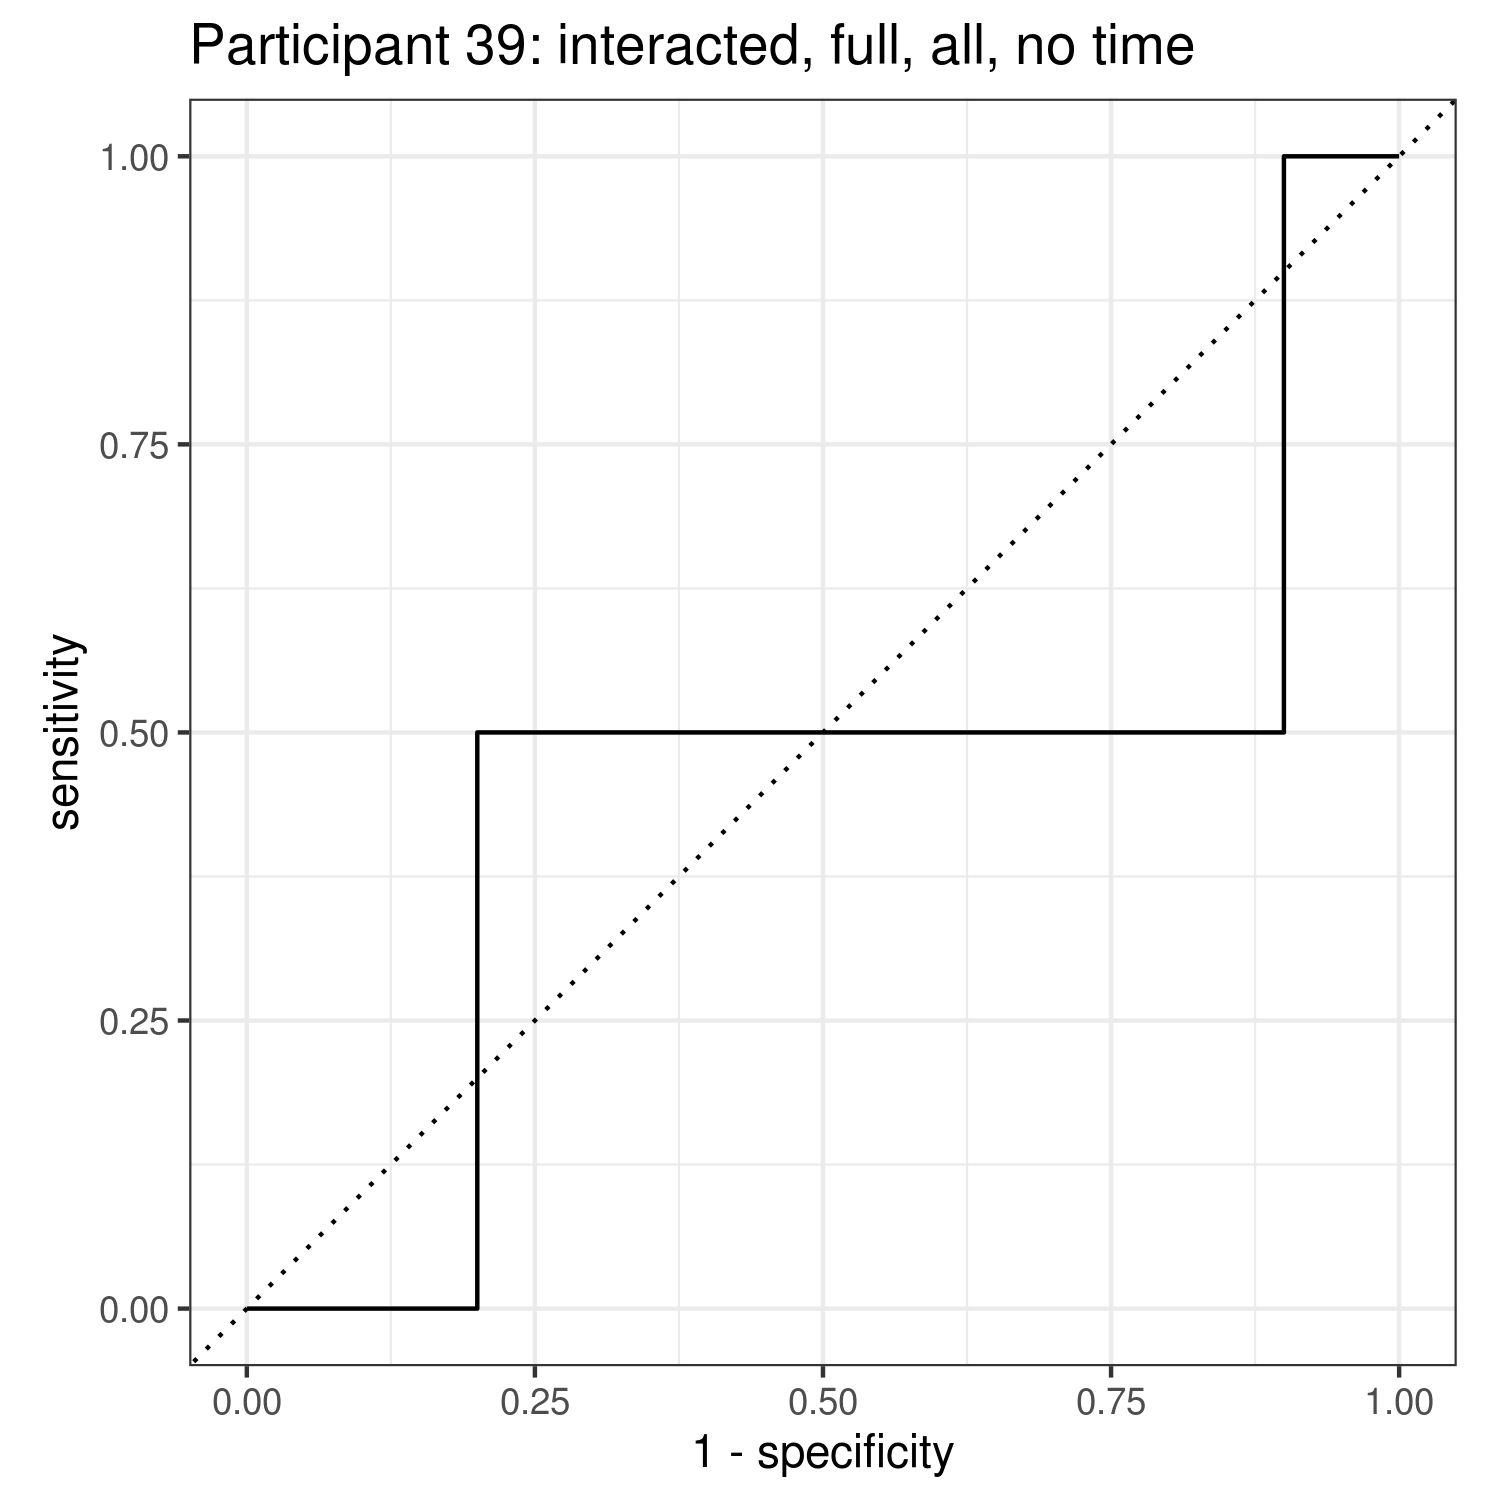 Participant 39: interacted, full, all, no time
1.00
0.75
0.50
0.25
0.00
sensitivity
0.00 0.25 0.50 0.75 1.00
1 - specificity